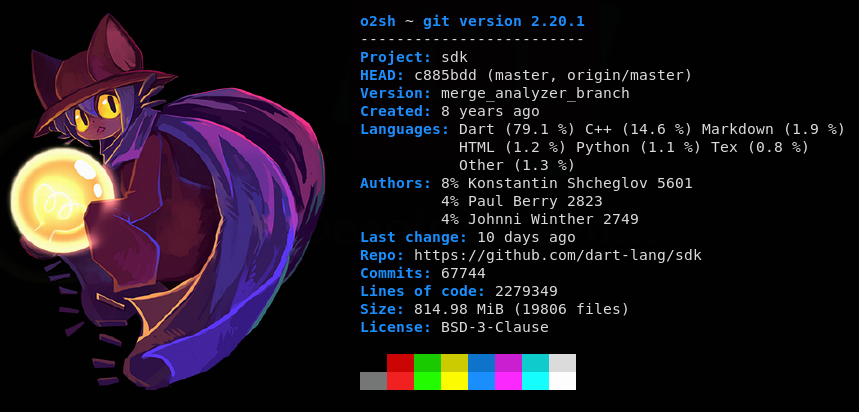 o2sh ~ git version 2.20.1
-------------------------
Project: sdk
HEAD: c885bdd (master, origin/master)
Version: merge_analyzer_branch
Created: 8 years ago
Languages: Dart (79.1 %) C++ (14.6 %) Markdown (1.9 %)
HTML (1.2 %) Python (1.1 %) Tex (0.8 %)
Other (1.3 %)
Authors: 8% Konstantin Shcheglov 5601
4% Paul Berry 2823
4% Johnni Winther 2749
Last change: 10 days ago
Repo: https://github.com/dart-lang/sdk
Commits: 67744
Lines of code: 2279349
Size: 814.98 MiB (19806 files)
License: BSD-3-Clause